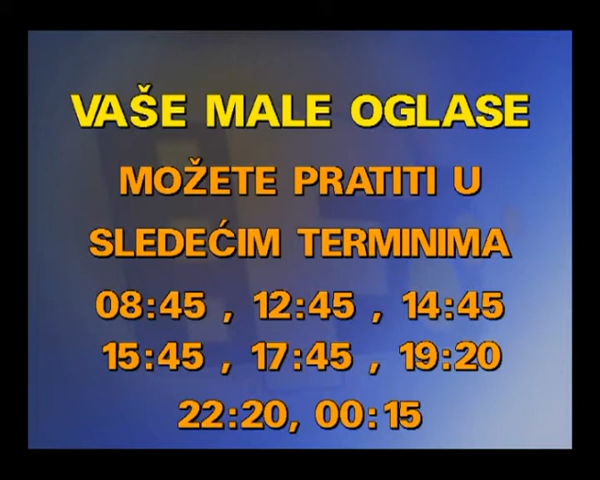 VAŠE MALE OGLASE
MOŽETE PRATITI U
SLEDEĆIM TERMINIMA
08:45 , 12:45 , 14:45
15:45 , 17:45 , 19:20
22:20, 00:15